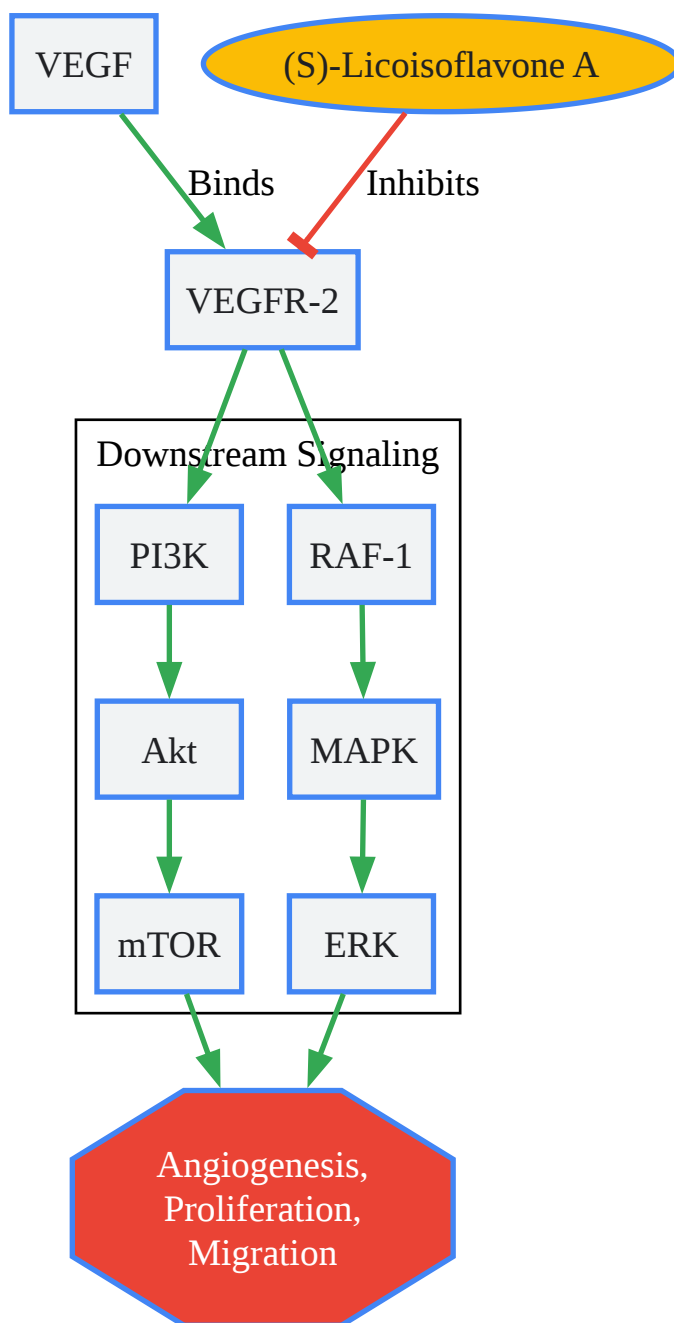 VEGF
(S)-Licoisoflavone A
Binds
Inhibits
VEGFR-2
Downstream Signaling
PI3K
RAF-1
Akt
MAPK
mTOR
ERK
Angiogenesis,
Proliferation,
Migration